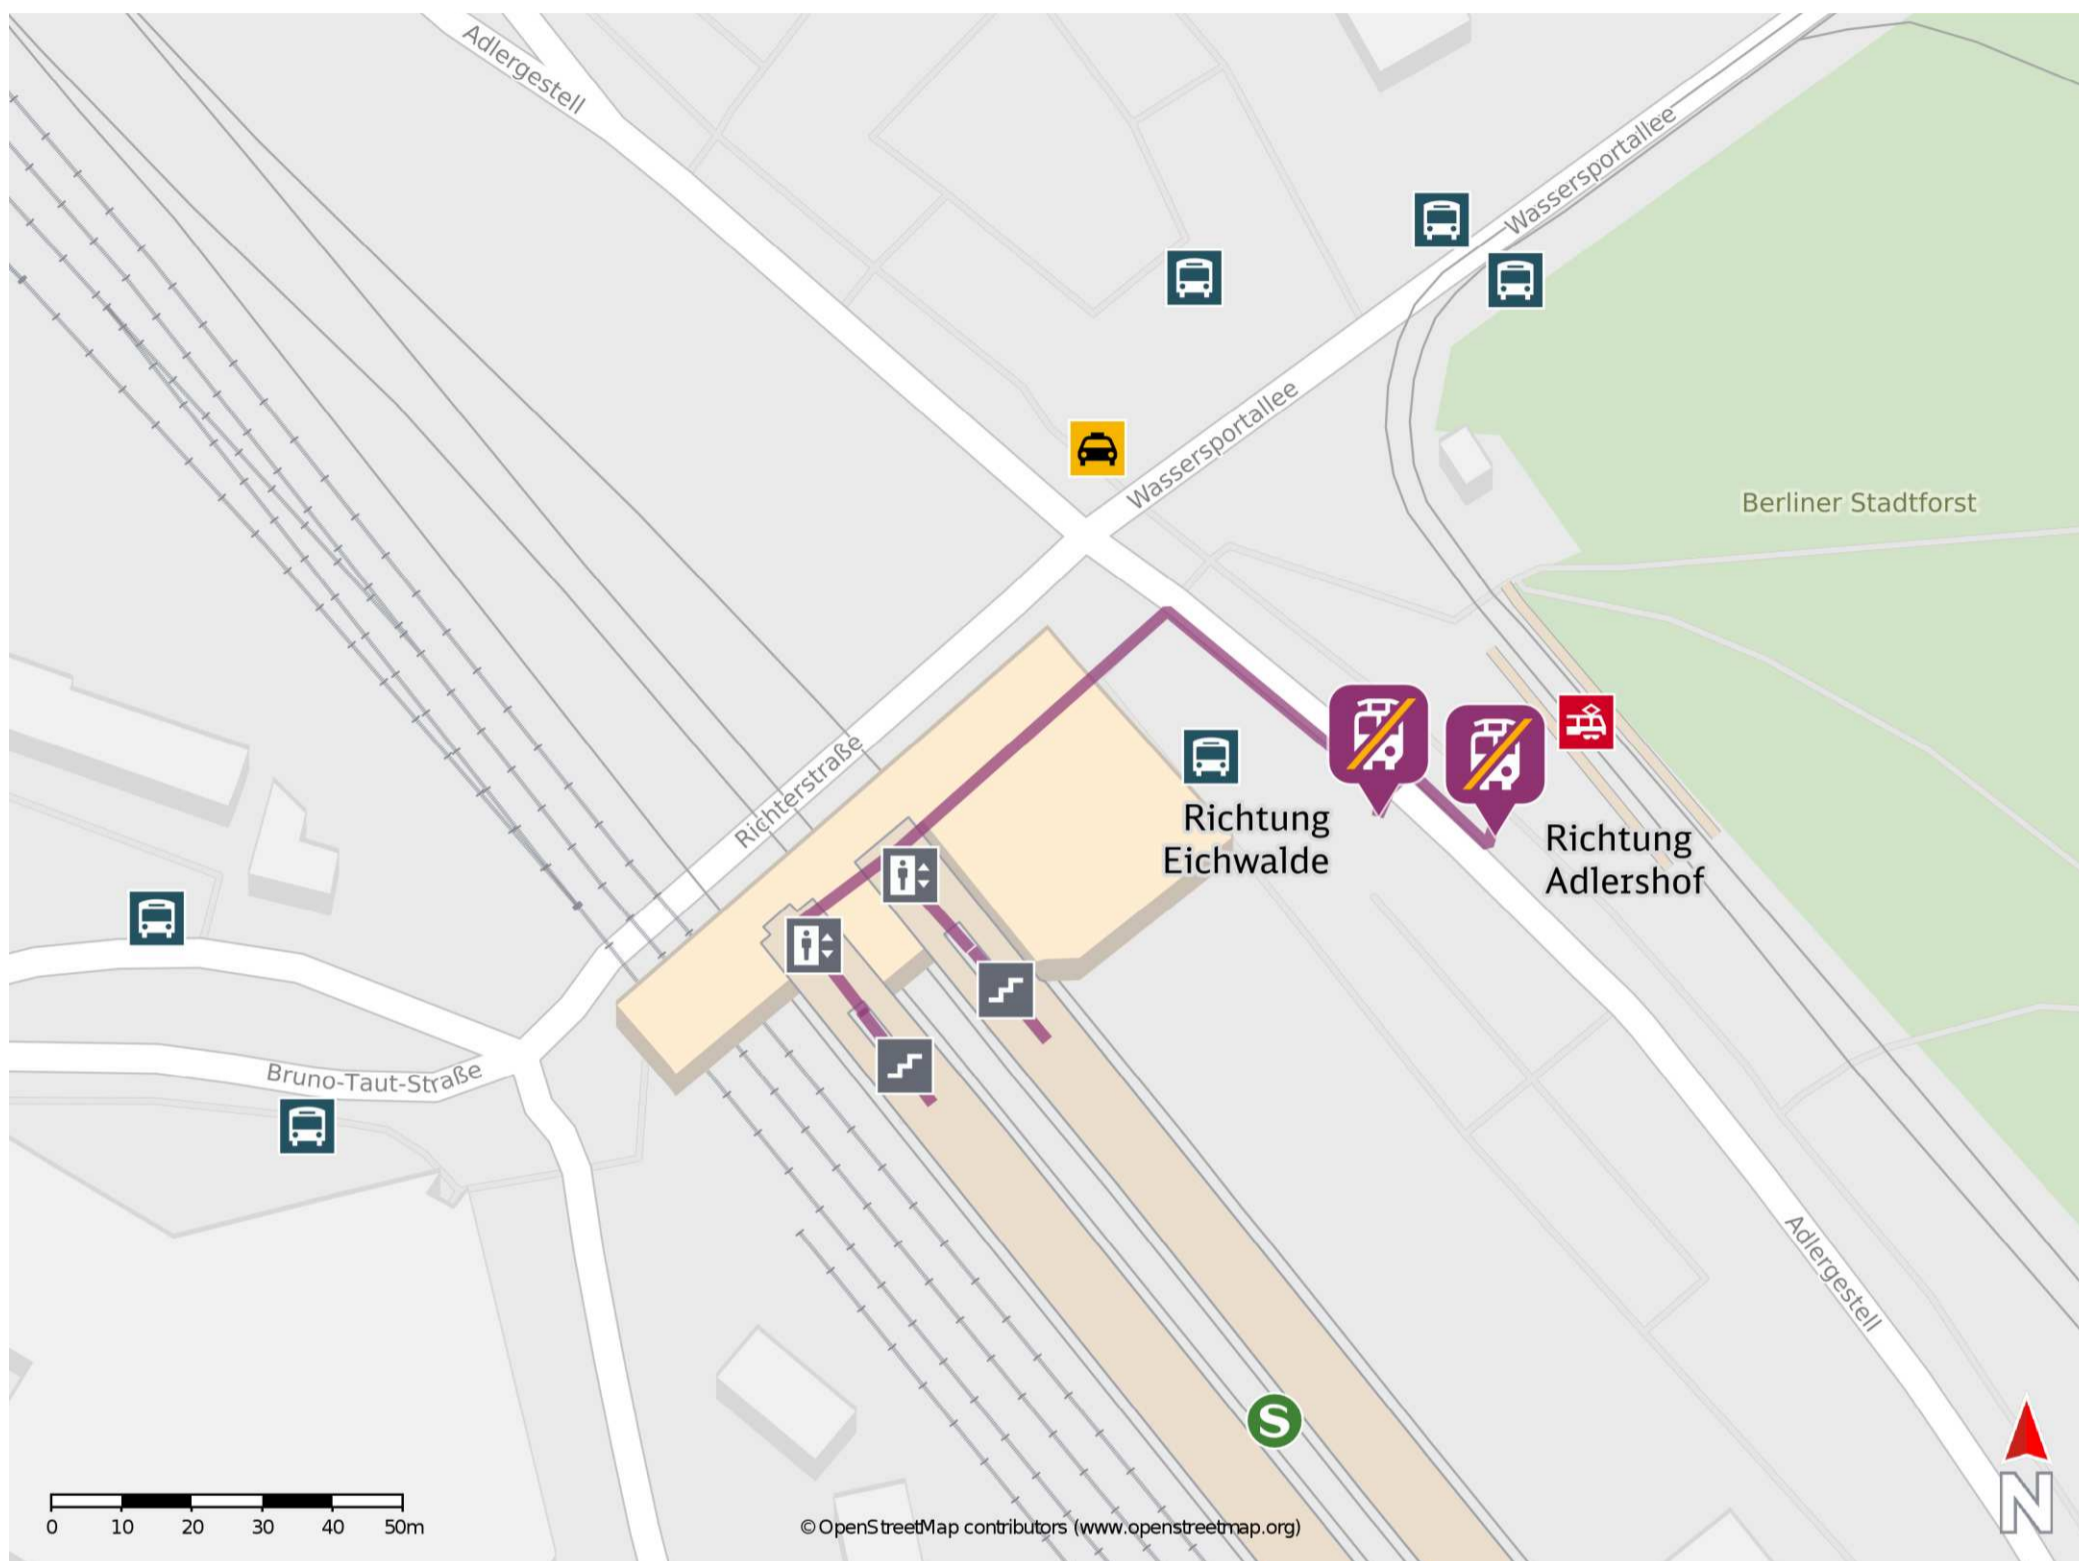 Adlergestell
Wassersportallee
Wassersportallee
Berliner Stadtforst
Richterstraße
Richtung
Eichwalde
Richtung
Adlershof
Bruno-Taut-Straße
Adlergestell
S
N
0 10 20 30 40 50m
© OpenStreetMap contributors (www.openstreetmap.org)